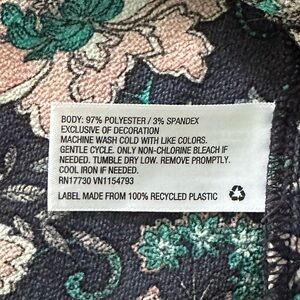 BODY: 97% POLYESTER / 3% SPANDEX
EXCLUSIVE OF DECORATION
MACHINE WASH COLD WITH LIKE COLORS.
GENTLE CYCLE. ONLY NON-CHLORINE BLEACH IF
NEEDED. TUMBLE DRY LOW. REMOVE PROMPTLY.
COOL IRON IF NEEDED.
RN17730 VN1154793
LABEL MADE FROM 100% RECYCLED PLASTIC